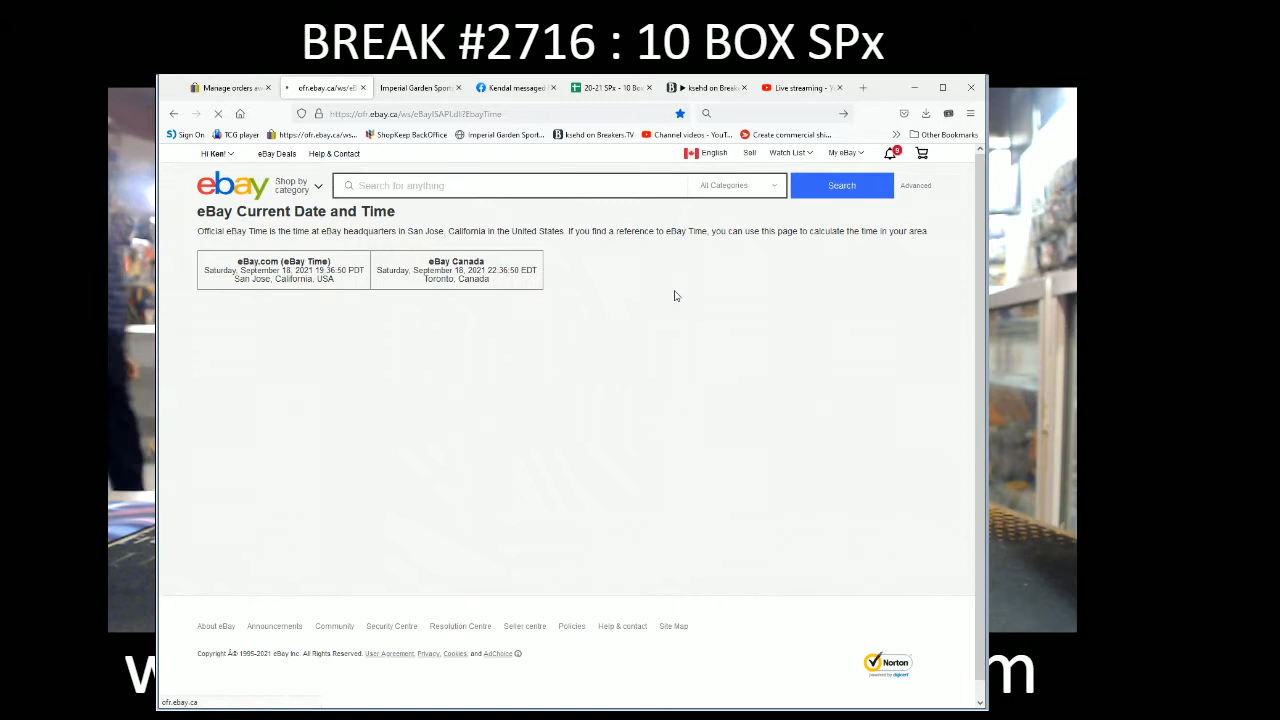 BREAK #2716 : 10 BOX SPx
Manage orders aw
ofr.ebay.ca/ws/eB
Imperial Garden Sports
Kendal messaged
20-21 SPx - 10 Bo
ksehd on Breake
Live streaming - Y
https://ofr.ebay.ca/ws/eBayISAPI.dll?EbayTime
Sign On
TCG player
https://ofr.ebay.ca/ws...
ShopKeep BackOffice
Imperial Garden Sport...
ksehd on Breakers.TV
Channel videos - YouT...
Create commercial shi...
Other Bookmarks
Hi Ken!
eBay Deals
Help & Contact
English
Sell
Watch List
My eBay
9
ebay
Shop by
category
Search for anything
All Categories
Search
Advanced
eBay Current Date and Time
Official eBay Time is the time at eBay headquarters in San Jose, California in the United States. If you find a reference to eBay Time, you can use this page to calculate the time in your area.
eBay.com (eBay Time)
Saturday, September 18, 2021 19:36:50 PDT
San Jose, California, USA
eBay Canada
Saturday, September 18, 2021 22:36:50 EDT
Toronto, Canada
About eBay
Announcements
Community
Security Centre
Resolution Centre
Seller centre
Policies
Help & contact
Site Map
Copyright Â© 1995-2021 eBay Inc. All Rights Reserved. User Agreement, Privacy, Cookies, and AdChoice
Norton
powered by digicert
ofr.ebay.ca
w
m